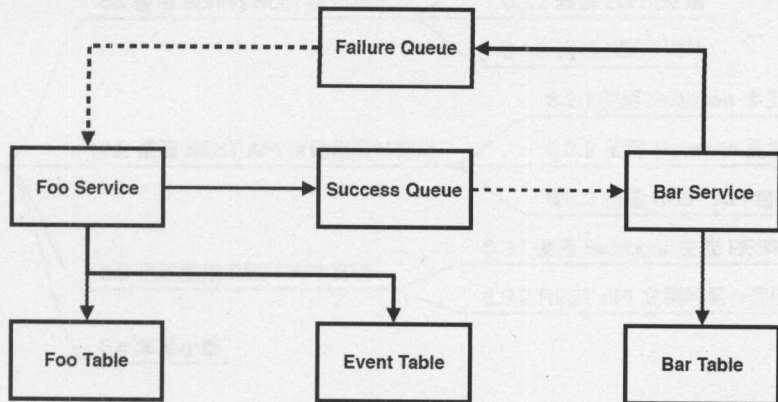 Failure Queue
Foo Service
Success Queue
Bar Service
Foo Table
Event Table
Bar Table